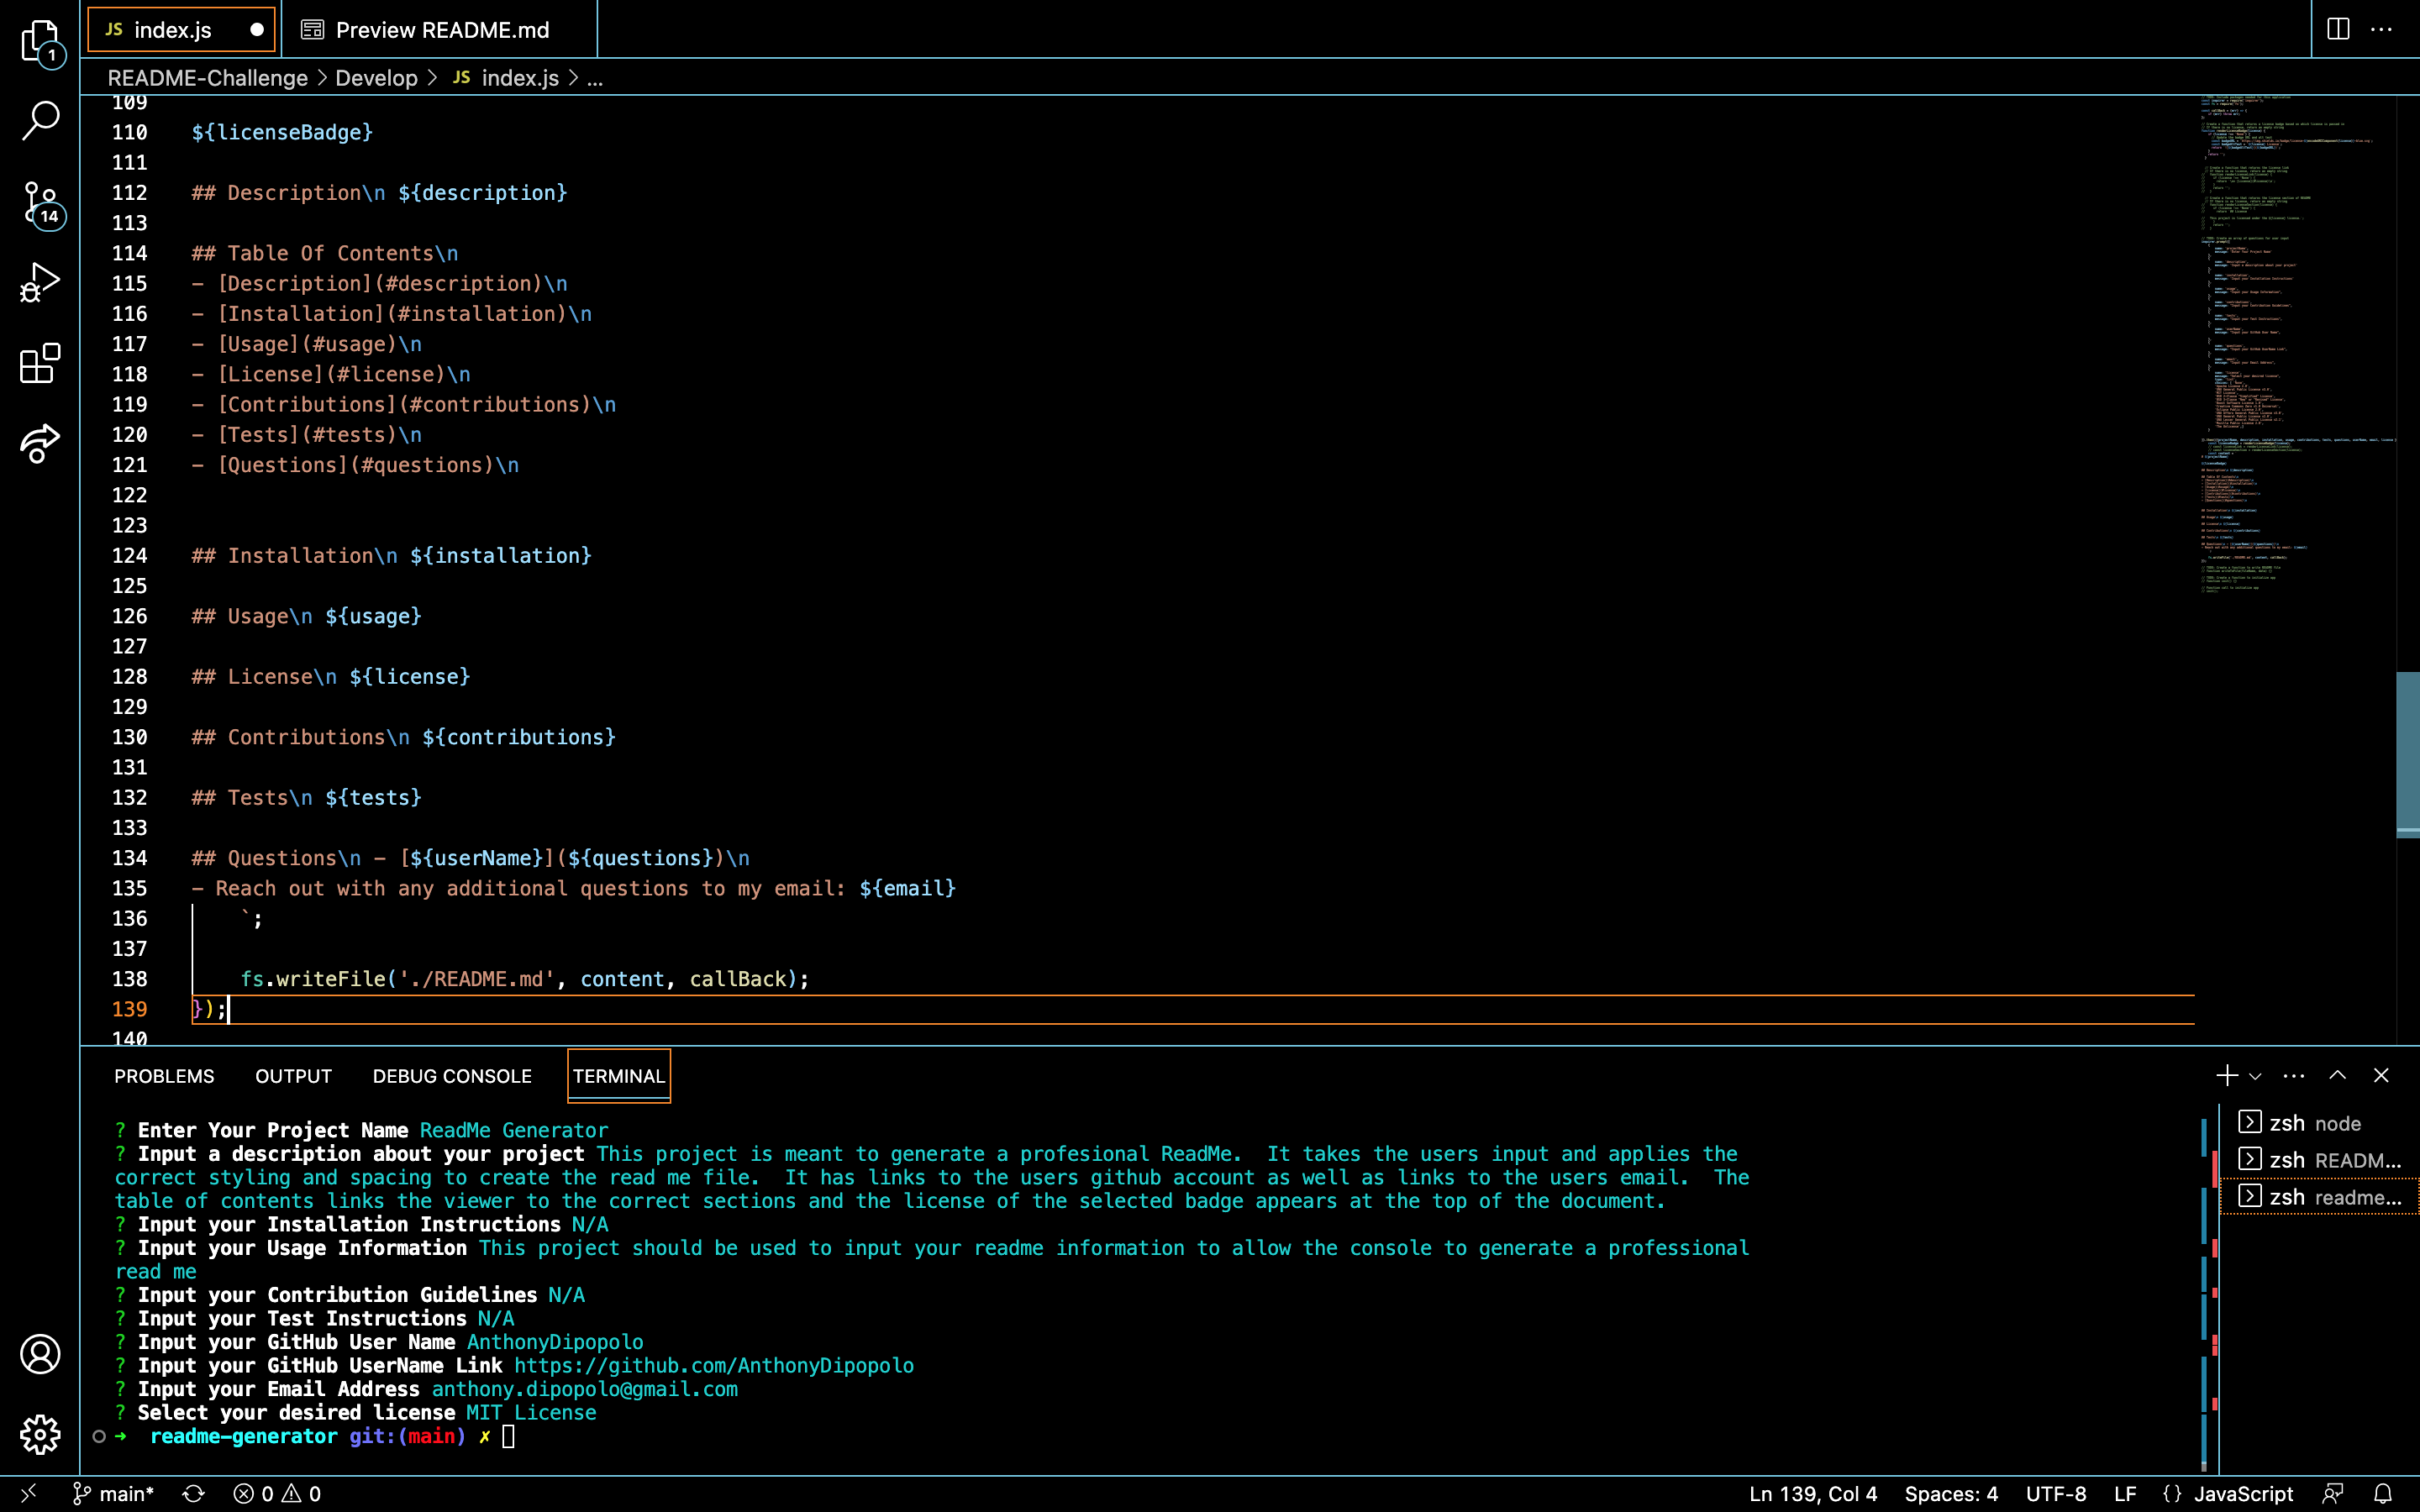 1
JS index.js
Preview README.md
README-Challenge > Develop > JS index.js > ...
109
110 ${licenseBadge}
111
14
112 ## Description\n ${description}
113
114 ## Table Of Contents\n
115 - [Description](#description)\n
116 - [Installation](#installation)\n
117 - [Usage](#usage)\n
118 - [License](#license)\n
119 - [Contributions](#contributions)\n
120 - [Tests](#tests)\n
121 - [Questions](#questions)\n
122
123
124 ## Installation\n ${installation}
125
126 ## Usage\n ${usage}
127
128 ## License\n ${license}
129
130 ## Contributions\n ${contributions}
131
132 ## Tests\n ${tests}
133
134 ## Questions\n - [${userName}](${questions})\n
135 - Reach out with any additional questions to my email: ${email}
136 `;
137
138 fs.writeFile('./README.md', content, callBack);
139 });
140
PROBLEMS OUTPUT DEBUG CONSOLE TERMINAL
? Enter Your Project Name ReadMe Generator
? Input a description about your project This project is meant to generate a profesional ReadMe.  It takes the users input and applies the
correct styling and spacing to create the read me file.  It has links to the users github account as well as links to the users email.  The
table of contents links the viewer to the correct sections and the license of the selected badge appears at the top of the document.
? Input your Installation Instructions N/A
? Input your Usage Information This project should be used to input your readme information to allow the console to generate a professional
read me
? Input your Contribution Guidelines N/A
? Input your Test Instructions N/A
? Input your GitHub User Name AnthonyDipopolo
? Input your GitHub UserName Link https://github.com/AnthonyDipopolo
? Input your Email Address anthony.dipopolo@gmail.com
? Select your desired license MIT License
➜ readme-generator git:(main) ✗
zsh node
zsh READM...
zsh readme...
main* 0 0
Ln 139, Col 4 Spaces: 4 UTF-8 LF {} JavaScript